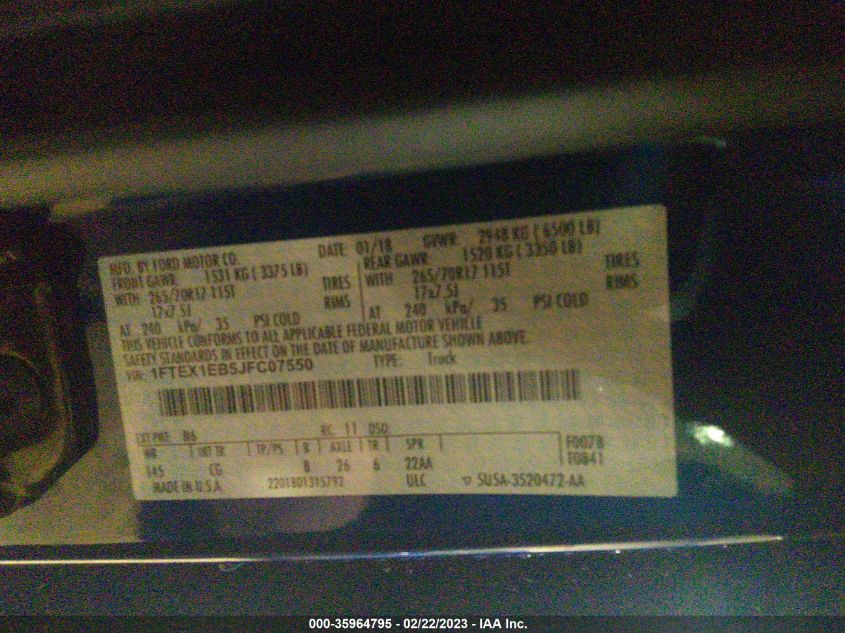 MFD. BY FORD MOTOR CO. DATE: 01/18 GVWR: 2948 KG ( 6500 LB)
FRONT GAWR: 1531 KG ( 3375 LB) REAR GAWR: 1520 KG ( 3350 LB)
WITH 265/70R17 115T TIRES WITH 265/70R17 115T TIRES
17x7.5J RIMS 17x7.5J RIMS
AT 240 kPa/ 35 PSI COLD AT 240 kPa/ 35 PSI COLD
THIS VEHICLE CONFORMS TO ALL APPLICABLE FEDERAL MOTOR VEHICLE
SAFETY STANDARDS IN EFFECT ON THE DATE OF MANUFACTURE SHOWN ABOVE.
VIN: 1FTEX1EB5JFC07550 TYPE: Truck
EXT PNT: N6 RC: 11 DSO:
WB INT TR TP/PS R AXLE TR SPR F0078
145 CG B 26 6 22AA T0841
MADE IN U.S.A. 2201801315792 ULC SU5A-3520472-AA
000-35964795 - 02/22/2023 - IAA Inc.